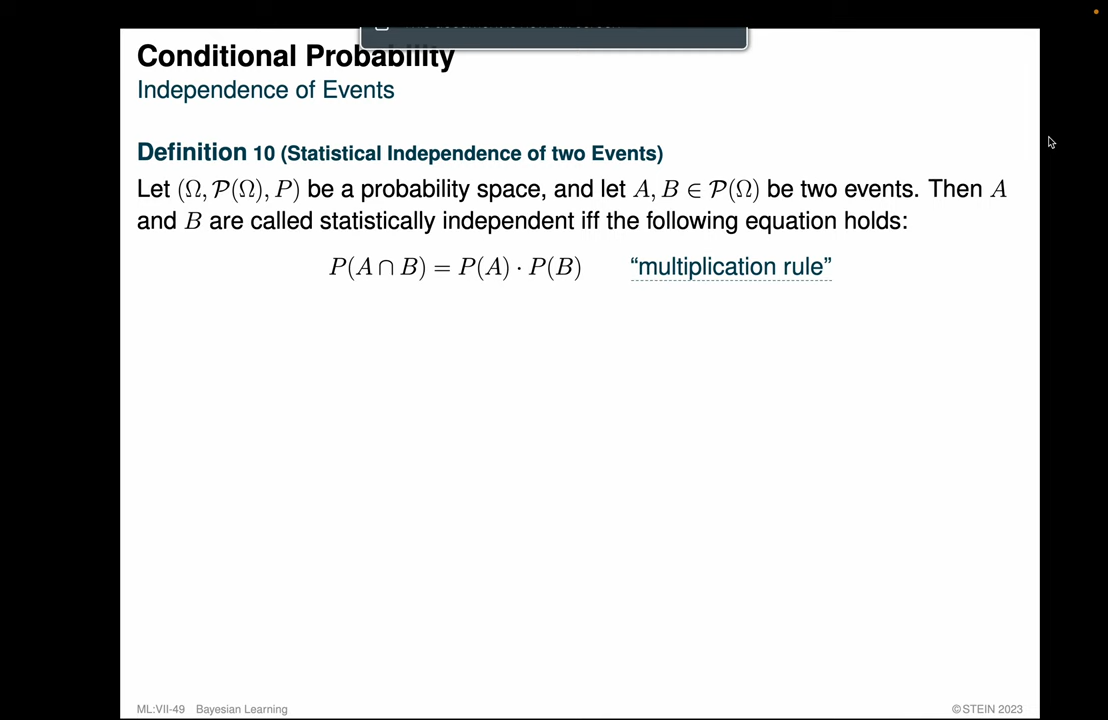 Conditional Probability
Independence of Events
Definition 10 (Statistical Independence of two Events)
Let (Ω, 𝒫(Ω), P) be a probability space, and let A, B ∈ 𝒫(Ω) be two events. Then A
and B are called statistically independent iff the following equation holds:
P(A ∩ B) = P(A) · P(B) “multiplication rule”
ML:VII-49 Bayesian Learning
©STEIN 2023